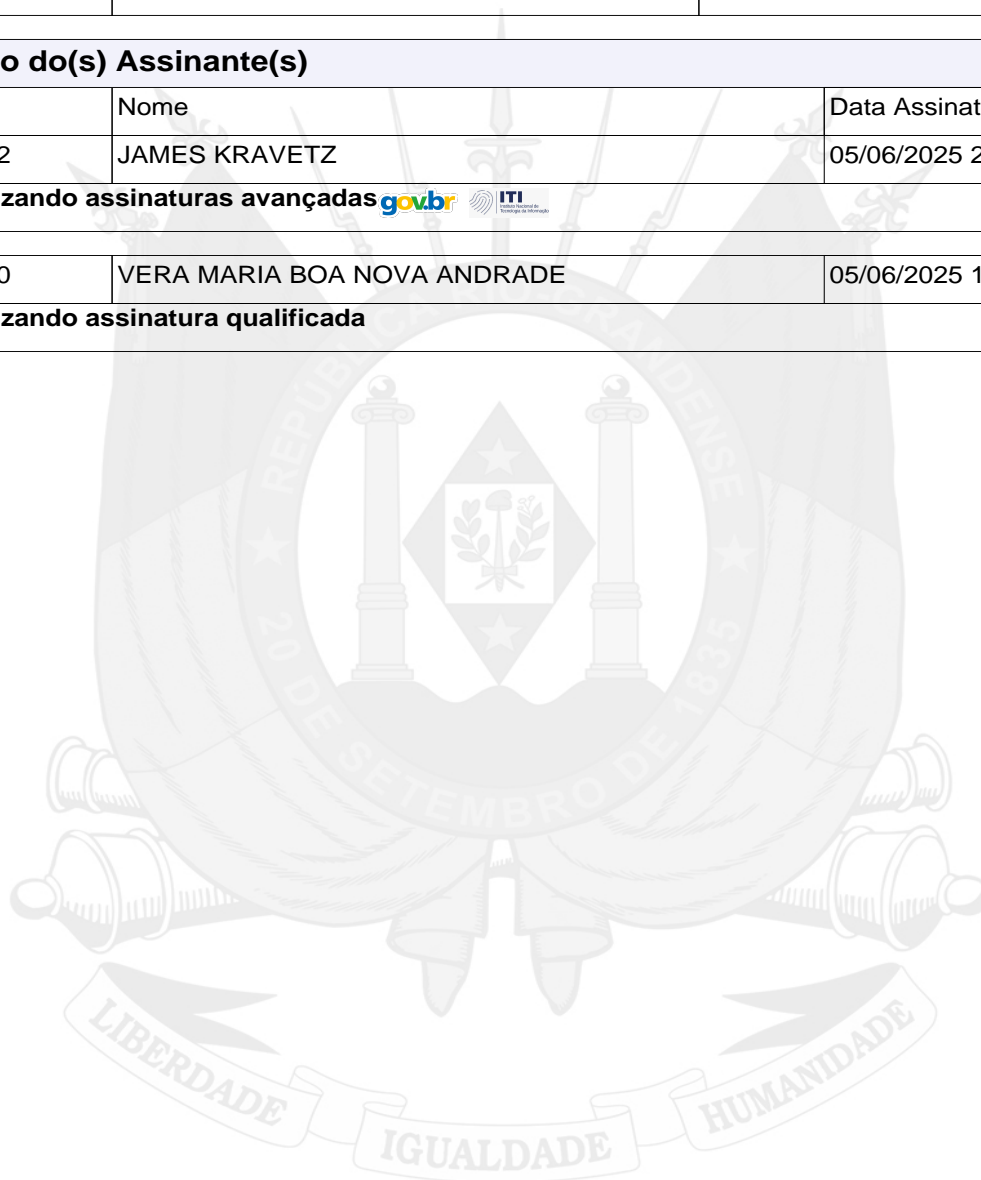 o do(s) Assinante(s)
Nome Data Assinat
2 JAMES KRAVETZ 05/06/2025 2
zando assinaturas avançadas gov.br ITI
0 VERA MARIA BOA NOVA ANDRADE 05/06/2025 1
zando assinatura qualificada
REPÚBLICA RIO-GRANDENSE
20 DE SETEMBRO DE 1835
LIBERDADE
IGUALDADE
HUMANIDADE